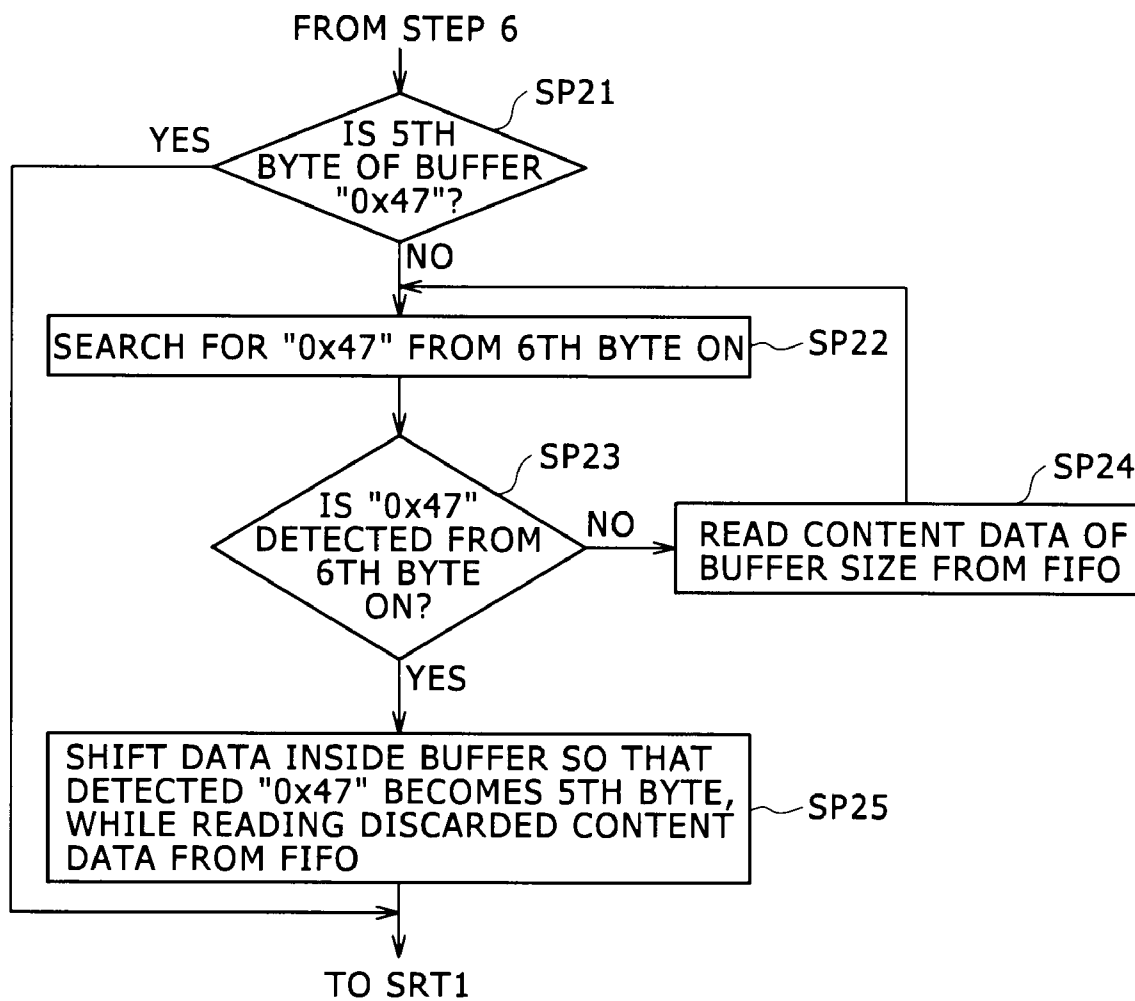 FROM STEP 6
SP21
YES
IS 5TH
BYTE OF BUFFER
"0x47"?
NO
SEARCH FOR "0x47" FROM 6TH BYTE ON
SP22
SP23
IS "0x47"
DETECTED FROM
6TH BYTE
ON?
NO
SP24
READ CONTENT DATA OF
BUFFER SIZE FROM FIFO
YES
SHIFT DATA INSIDE BUFFER SO THAT
DETECTED "0x47" BECOMES 5TH BYTE,
WHILE READING DISCARDED CONTENT
DATA FROM FIFO
SP25
TO SRT1